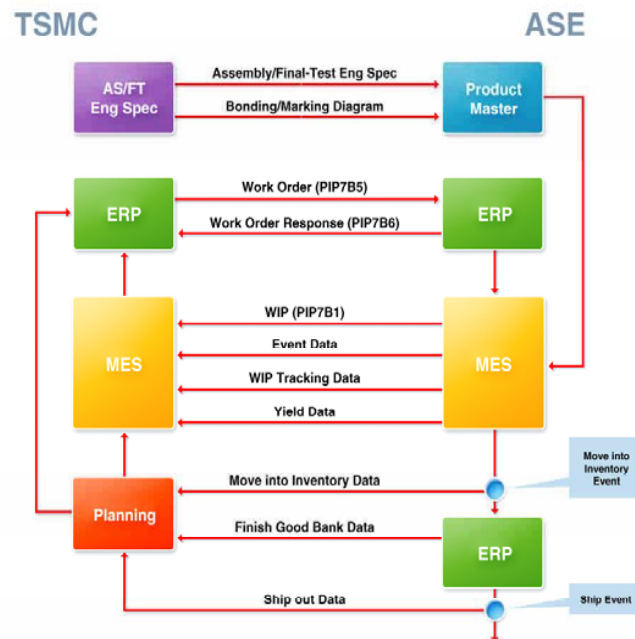 TSMC
ASE
AS/FT
Eng Spec
Assembly/Final-Test Eng Spec
Bonding/Marking Diagram
Product
Master
ERP
Work Order (PIP7B5)
Work Order Response (PIP7B6)
ERP
MES
WIP (PIP7B1)
Event Data
WIP Tracking Data
Yield Data
MES
Move into
Inventory
Event
Planning
Move into Inventory Data
Finish Good Bank Data
ERP
Ship out Data
Ship Event